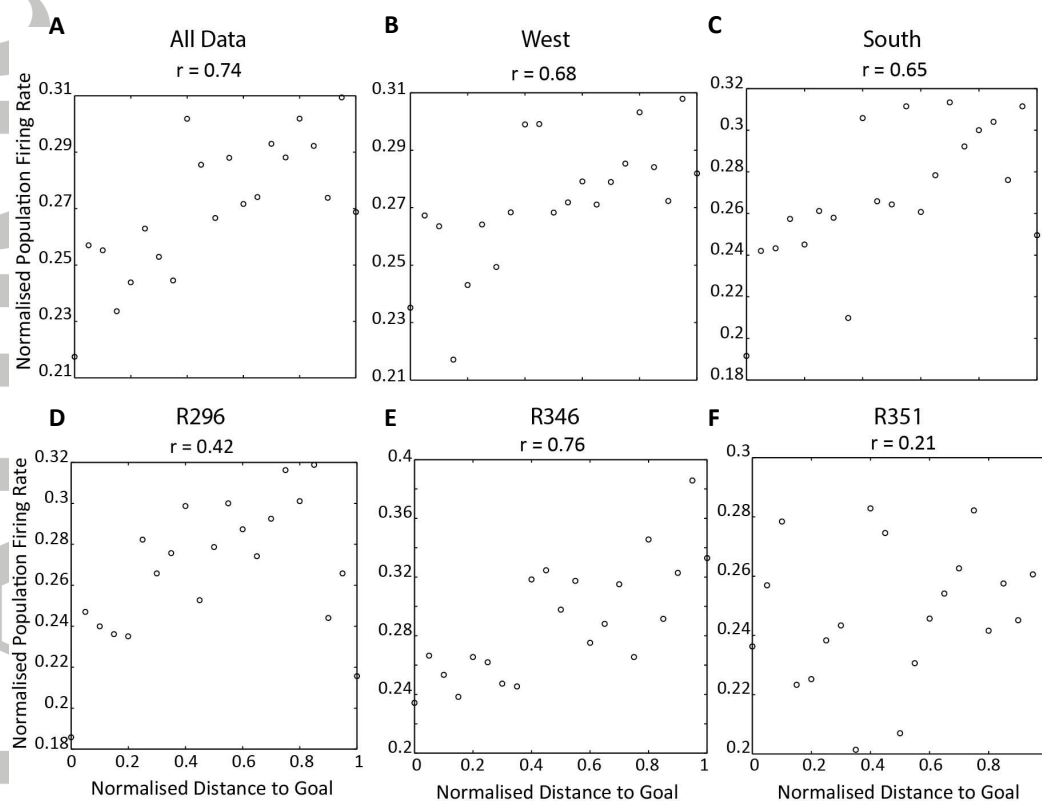 A
All Data
r = 0.74
B
West
r = 0.68
C
South
r = 0.65
Normalised Population Firing Rate
0.31
0.29
0.27
0.25
0.23
0.21
0.31
0.29
0.27
0.25
0.23
0.21
0.32
0.3
0.28
0.26
0.24
0.22
0.2
0.18
D
R296
r = 0.42
E
R346
r = 0.76
F
R351
r = 0.21
Normalised Population Firing Rate
0.32
0.3
0.28
0.26
0.24
0.22
0.2
0.18
0 0.2 0.4 0.6 0.8 1
Normalised Distance to Goal
0.4
0.36
0.32
0.28
0.24
0.2
0 0.2 0.4 0.6 0.8 1
Normalised Distance to Goal
0.3
0.28
0.26
0.24
0.22
0.2
0 0.2 0.4 0.6 0.8
Normalised Distance to Goal